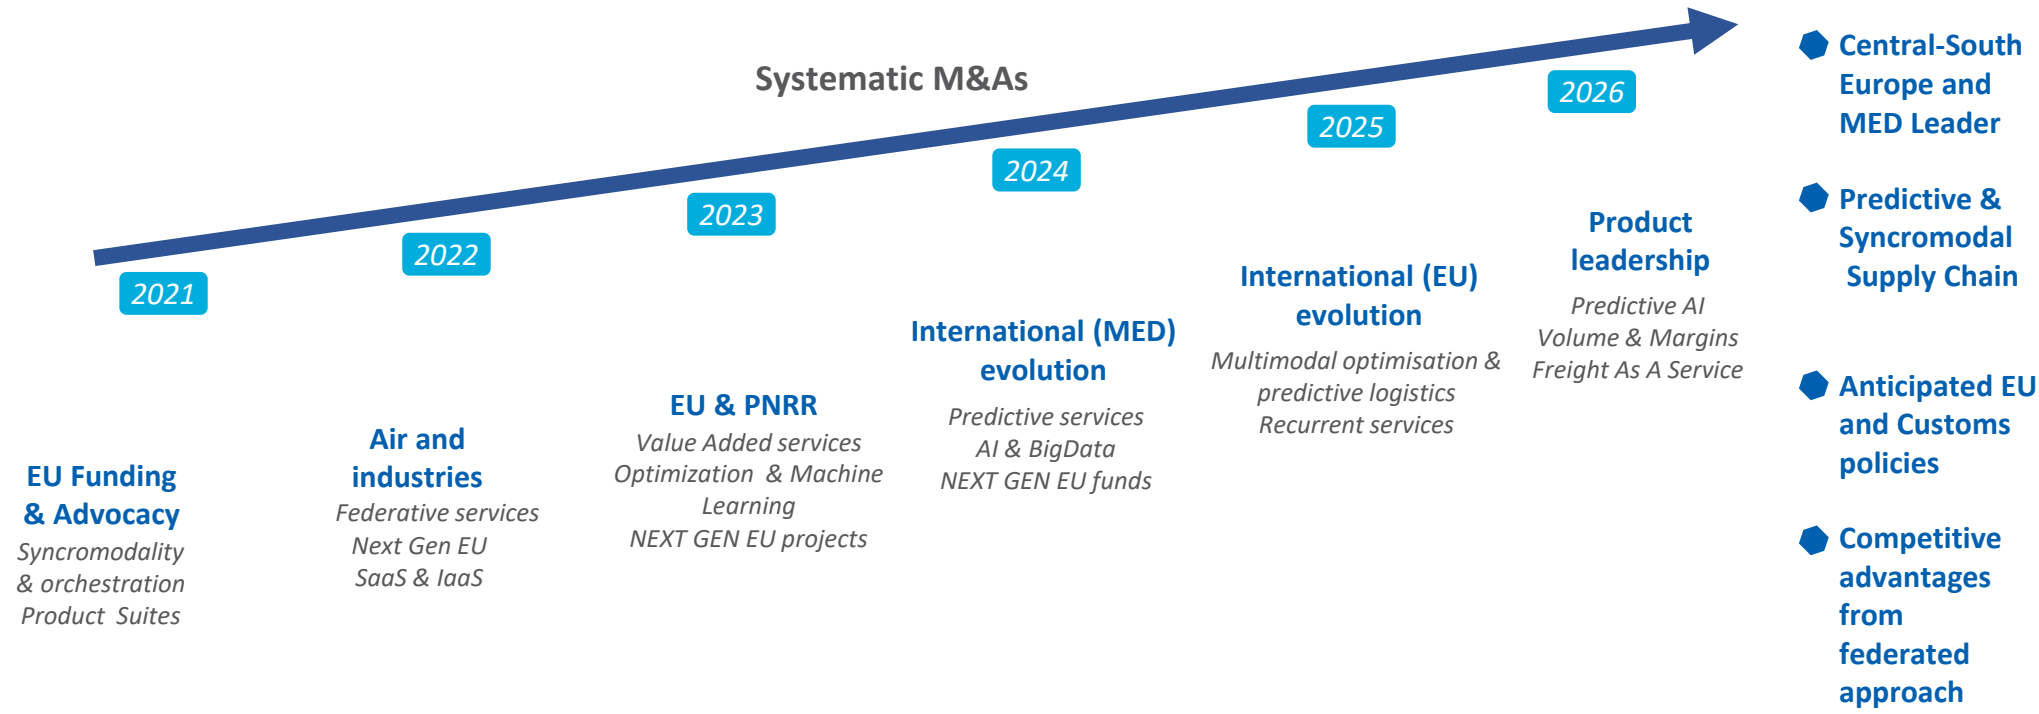 Systematic M&As
2021
EU Funding
& Advocacy
Syncromodality
& orchestration
Product Suites
2022
Air and
industries
Federative services
Next Gen EU
SaaS & IaaS
2023
EU & PNRR
Value Added services
Optimization & Machine
Learning
NEXT GEN EU projects
2024
International (MED)
evolution
Predictive services
AI & BigData
NEXT GEN EU funds
2025
International (EU)
evolution
Multimodal optimisation &
predictive logistics
Recurrent services
2026
Product
leadership
Predictive AI
Volume & Margins
Freight As A Service
Central-South
Europe and
MED Leader
Predictive &
Syncromodal
Supply Chain
Anticipated EU
and Customs
policies
Competitive
advantages
from
federated
approach